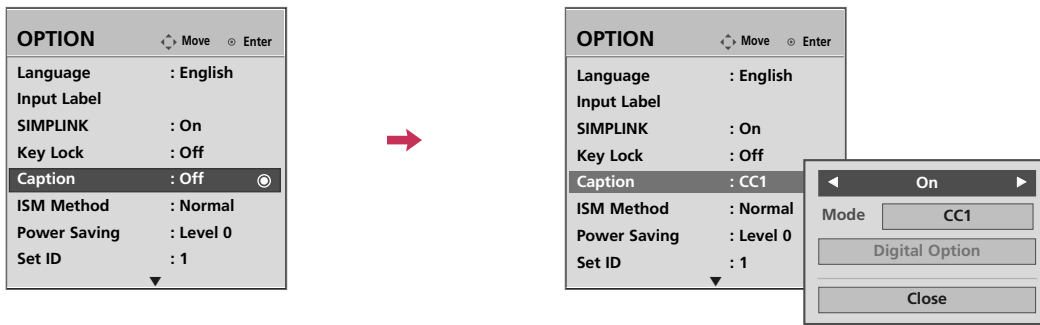 OPTION Move Enter
Language : English
Input Label
SIMPLINK : On
Key Lock : Off
Caption : Off
ISM Method : Normal
Power Saving : Level 0
Set ID : 1
OPTION Move Enter
Language : English
Input Label
SIMPLINK : On
Key Lock : Off
Caption : CC1
ISM Method : Normal
Power Saving : Level 0
Set ID : 1
On
Mode CC1
Digital Option
Close